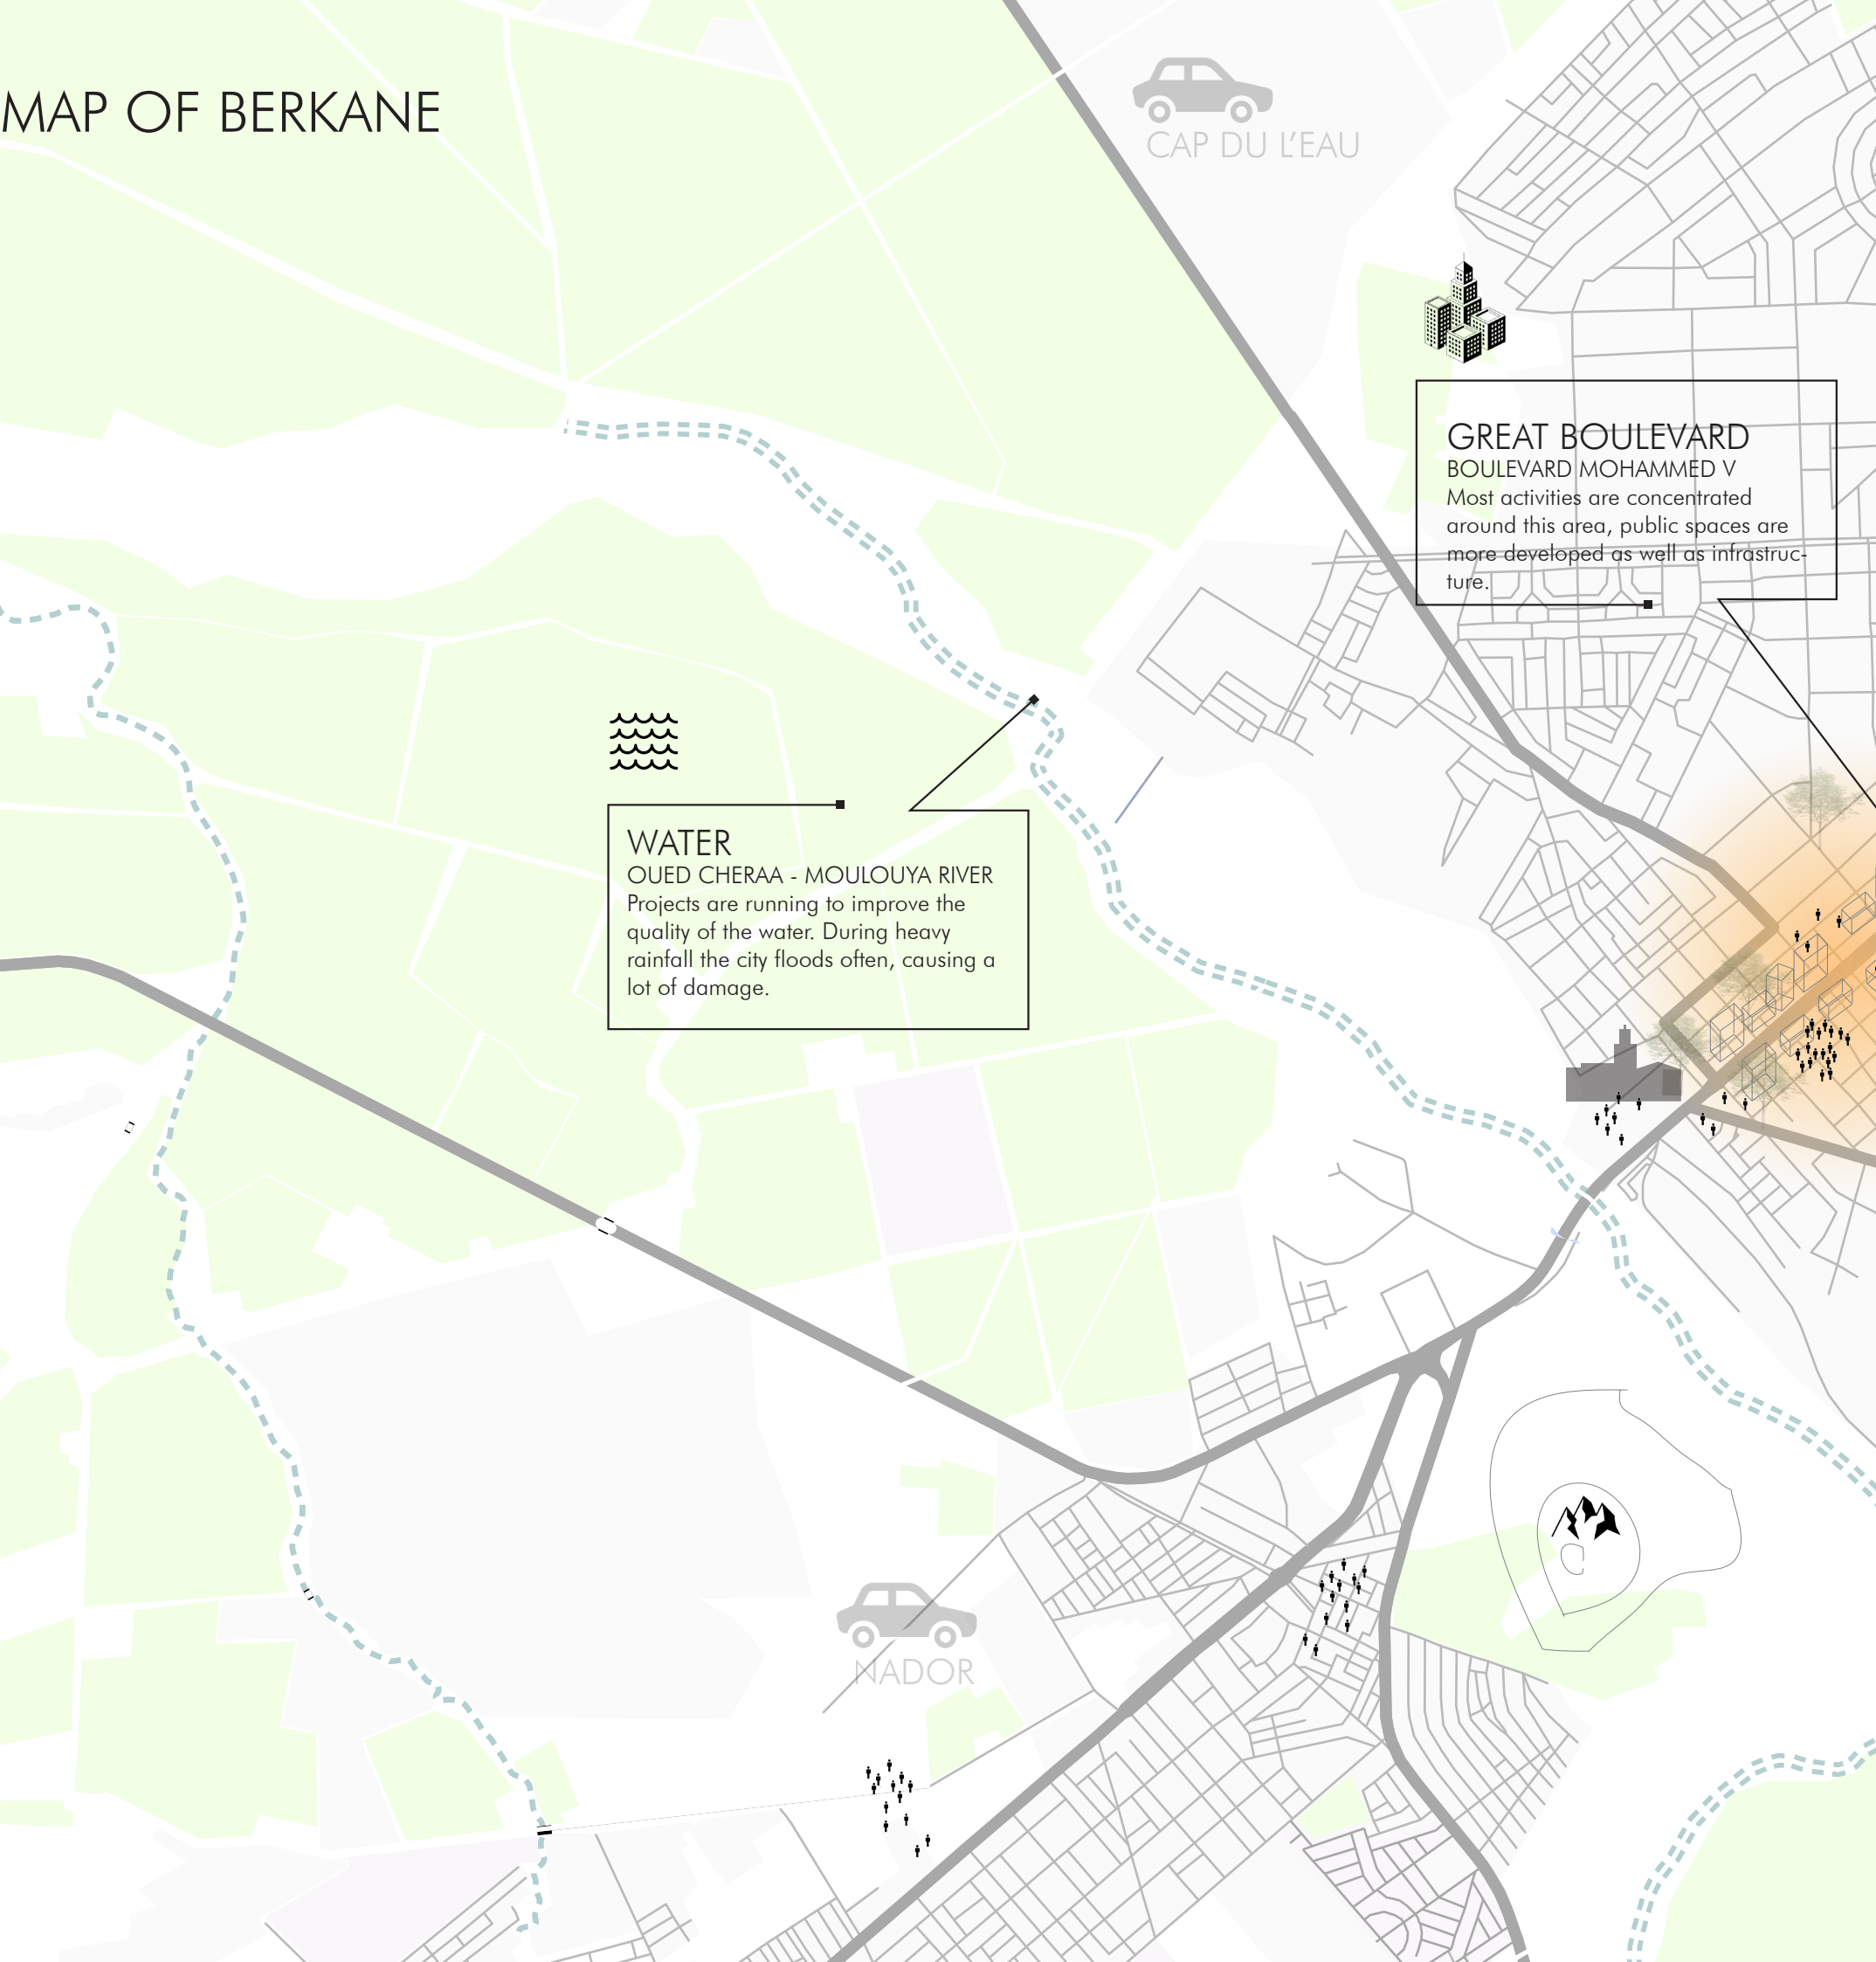 MAP OF BERKANE
CAP DU L'EAU
GREAT BOULEVARD
BOULEVARD MOHAMMED V
Most activities are concentrated
around this area, public spaces are
more developed as well as infrastruc-
ture.
WATER
OUED CHERAA - MOULOUYA RIVER
Projects are running to improve the
quality of the water. During heavy
rainfall the city floods often, causing a
lot of damage.
NADOR